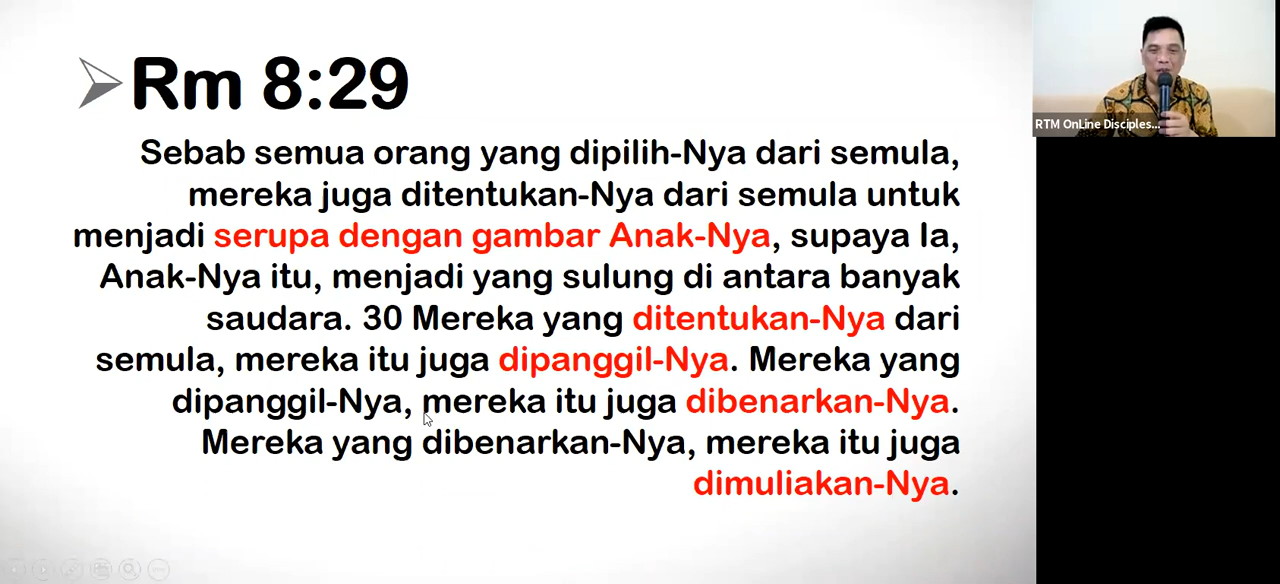 Rm 8:29
Sebab semua orang yang dipilih-Nya dari semula,
mereka juga ditentukan-Nya dari semula untuk
menjadi serupa dengan gambar Anak-Nya, supaya Ia,
Anak-Nya itu, menjadi yang sulung di antara banyak
saudara. 30 Mereka yang ditentukan-Nya dari
semula, mereka itu juga dipanggil-Nya. Mereka yang
dipanggil-Nya, mereka itu juga dibenarkan-Nya.
Mereka yang dibenarkan-Nya, mereka itu juga
dimuliakan-Nya.
RTM OnLine Disciples...